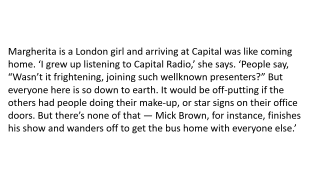 Margherita is a London girl and arriving at Capital was like coming
home. ‘I grew up listening to Capital Radio,’ she says. ‘People say,
“Wasn’t it frightening, joining such wellknown presenters?” But
everyone here is so down to earth. It would be off-putting if the
others had people doing their make-up, or star signs on their office
doors. But there’s none of that — Mick Brown, for instance, finishes
his show and wanders off to get the bus home with everyone else.’